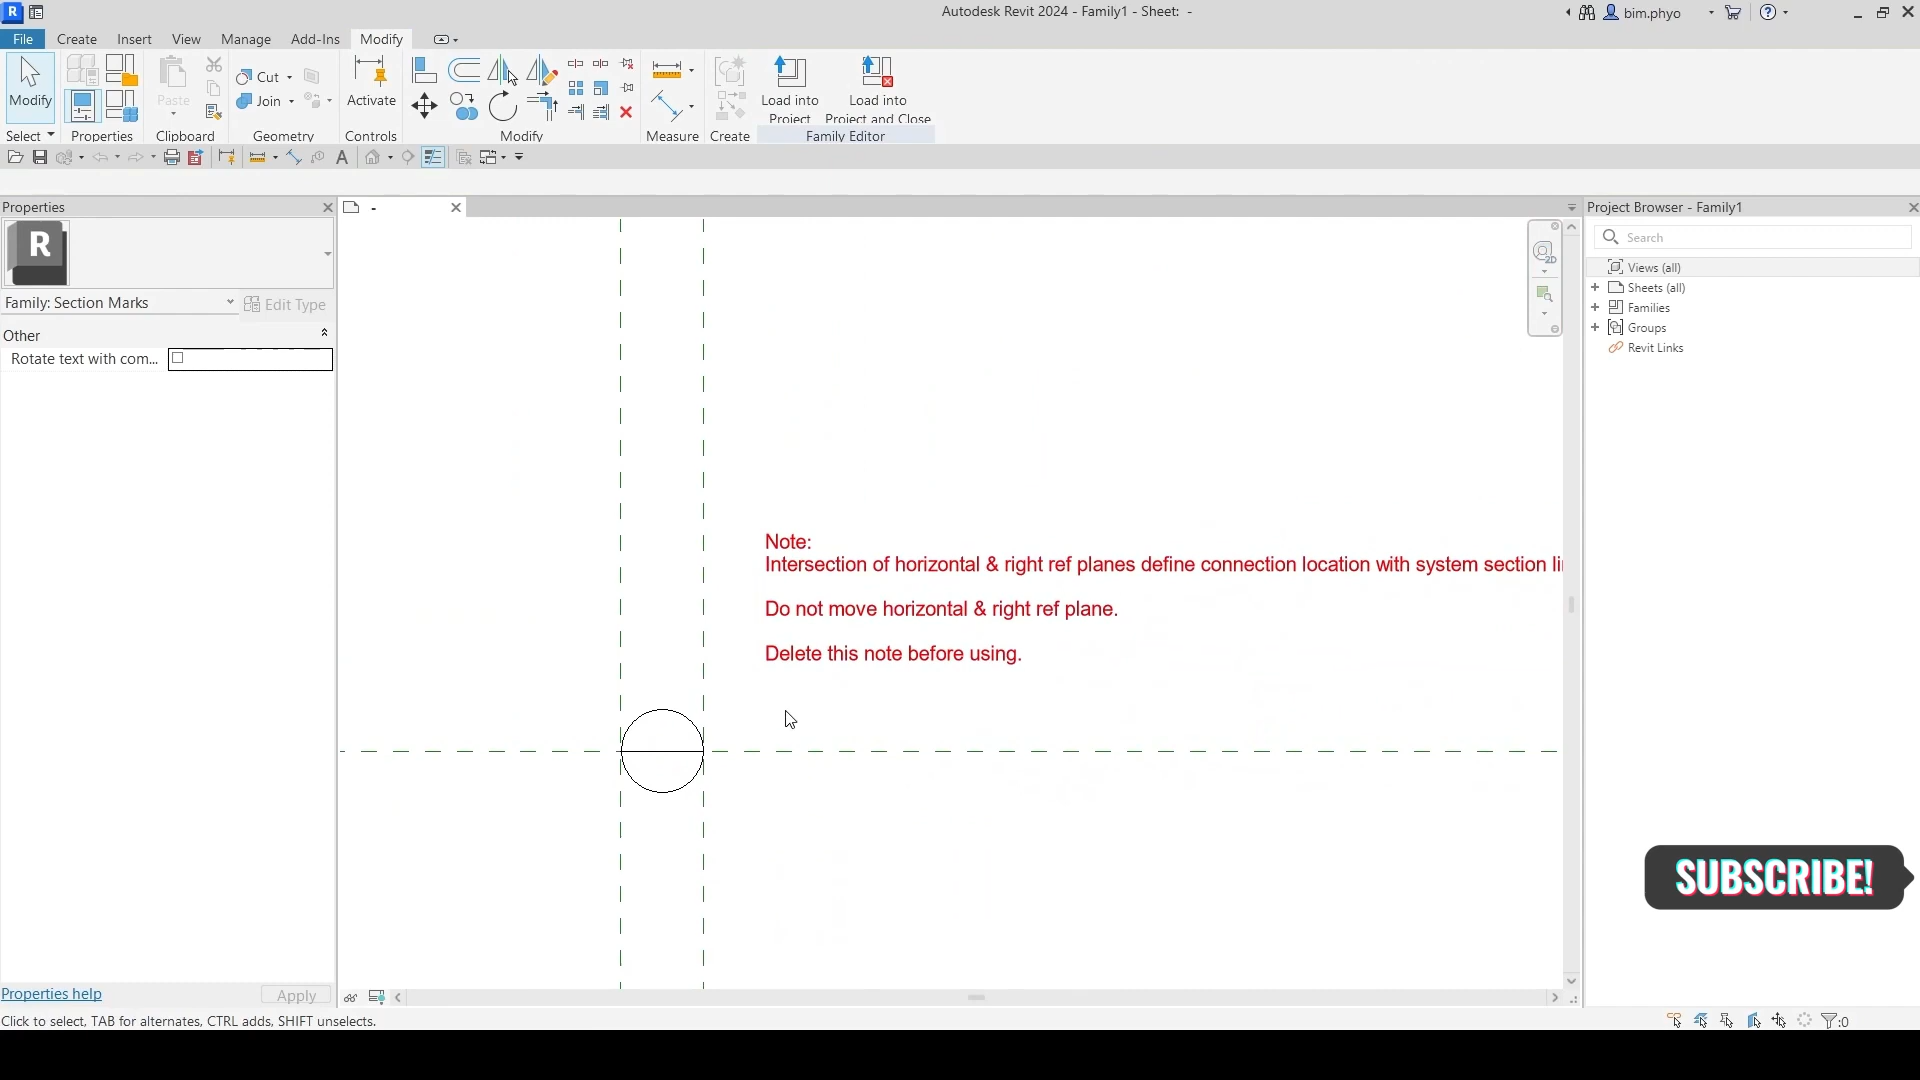 R
Autodesk Revit 2024 - Family1 - Sheet: -
bim.phyo
File Create Insert View Manage Add-Ins Modify
Modify
Paste
Cut
Join
Activate
Load into
Project
Load into
Project and Close
Select
Properties
Clipboard
Geometry
Controls
Modify
Measure
Create
Family Editor
A
Properties
-
Project Browser - Family1
R
2D
Search
Views (all)
Sheets (all)
Families
Groups
Revit Links
Family: Section Marks
Edit Type
Other
Rotate text with com...
Note:
Intersection of horizontal & right ref planes define connection location with system section li
Do not move horizontal & right ref plane.
Delete this note before using.
SUBSCRIBE!
Properties help
Apply
Click to select, TAB for alternates, CTRL adds, SHIFT unselects.
:0